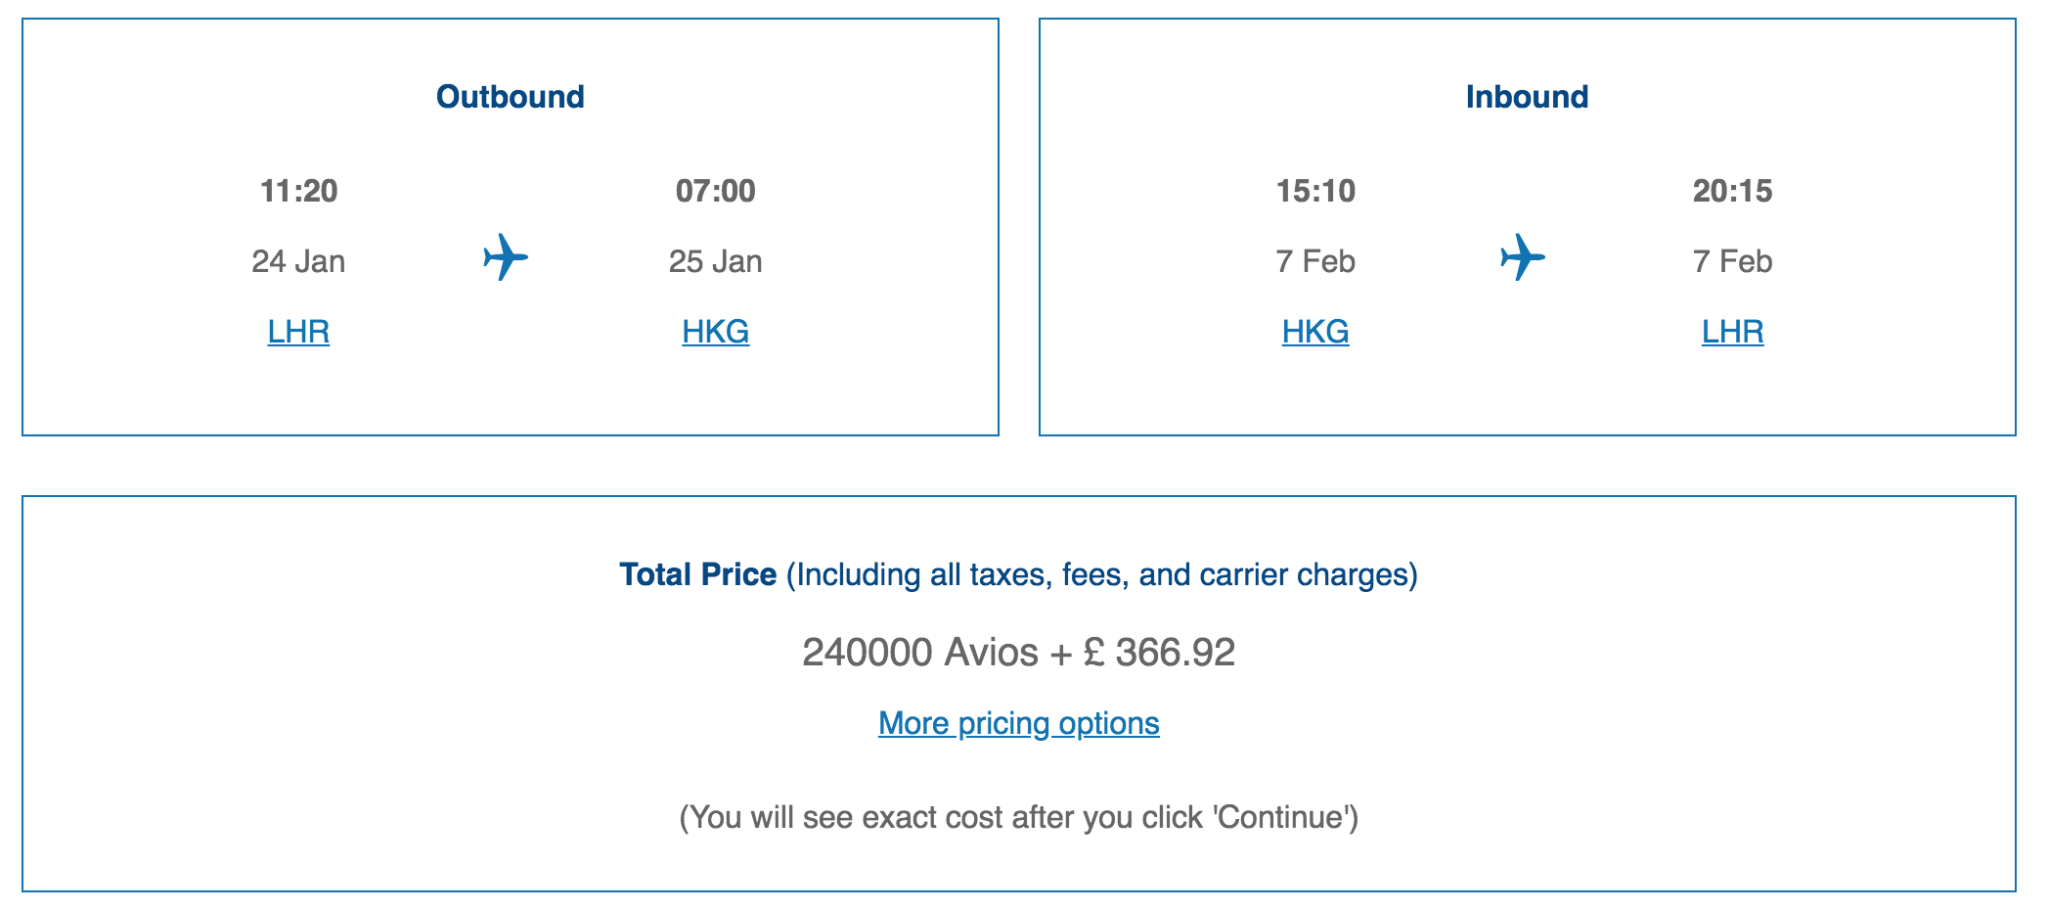 Outbound
11:20 07:00
24 Jan 25 Jan
LHR HKG
Inbound
15:10 20:15
7 Feb 7 Feb
HKG LHR
Total Price (Including all taxes, fees, and carrier charges)
240000 Avios + £ 366.92
More pricing options
(You will see exact cost after you click 'Continue')